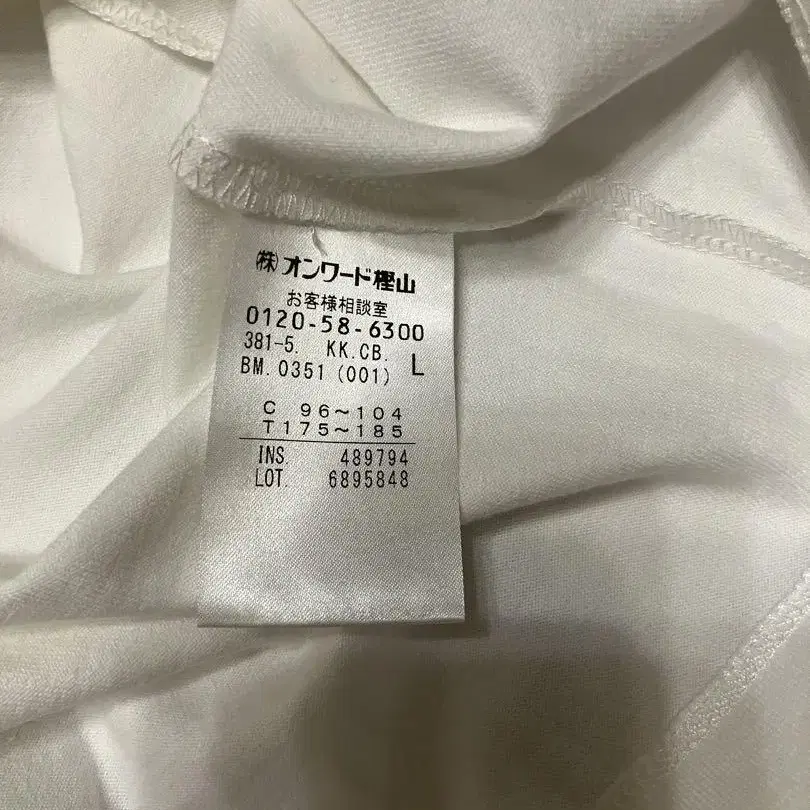 (株)オンワード樫山
お客様相談室
0120-58-6300
381-5. KK.CB. L
BM.0351(001)
C 96~104
T175~185
INS. 489794
LOT. 6895848